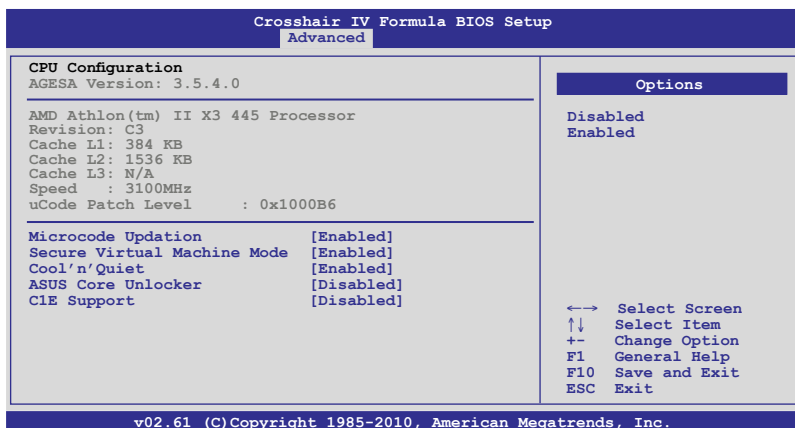 Crosshair IV Formula BIOS Setup
Advanced
CPU Configuration
AGESA Version: 3.5.4.0
AMD Athlon(tm) II X3 445 Processor
Revision: C3
Cache L1: 384 KB
Cache L2: 1536 KB
Cache L3: N/A
Speed : 3100MHz
uCode Patch Level : 0x1000B6
Microcode Updation [Enabled]
Secure Virtual Machine Mode [Enabled]
Cool'n'Quiet [Enabled]
ASUS Core Unlocker [Disabled]
C1E Support [Disabled]
Options
Disabled
Enabled
←→ Select Screen
↑↓ Select Item
+- Change Option
F1 General Help
F10 Save and Exit
ESC Exit
v02.61 (C)Copyright 1985-2010, American Megatrends, Inc.